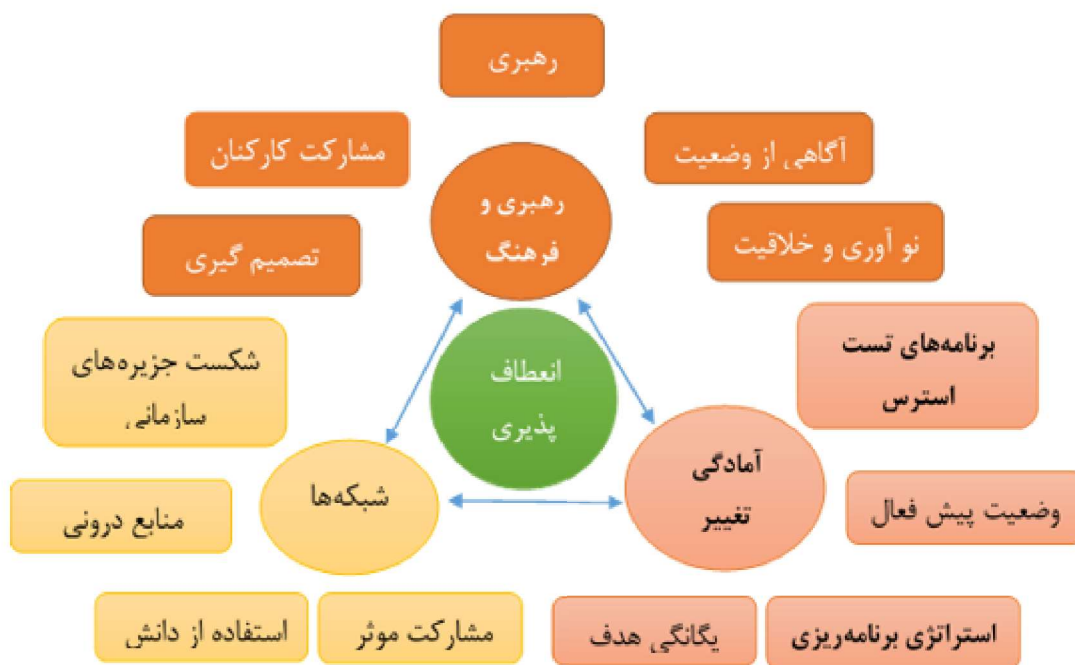 رهبری
آگاهی از وضعیت
مشارکت کارکنان
رهبری و
فرهنگ
نو آوری و خلاقیت
تصمیم گیری
برنامه‌های تست
استرس
شکست جزیره‌های
سازمانی
انعطاف
پذیری
آمادگی
تغییر
شبکه‌ها
وضعیت پیش فعال
منابع درونی
استراتژی برنامه‌ریزی
یگانگی هدف
مشارکت موثر
استفاده از دانش